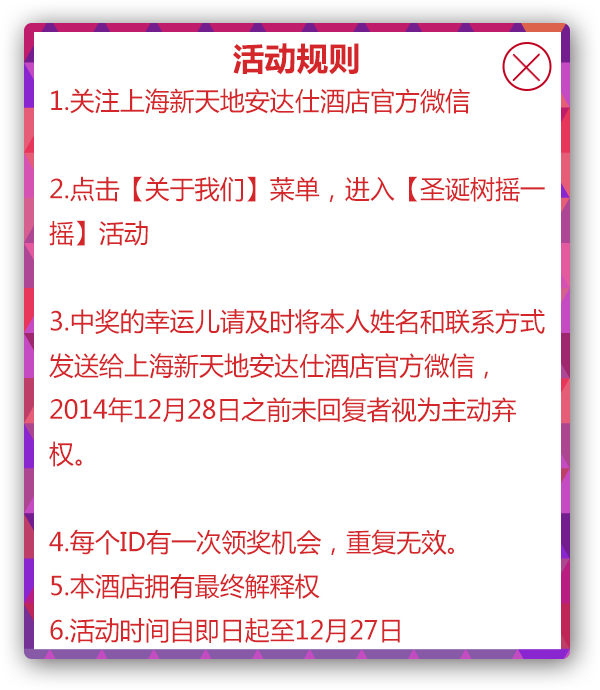 活动规则
1.关注上海新天地安达仕酒店官方微信
2.点击【关于我们】菜单，进入【圣诞树摇一
摇】活动
3.中奖的幸运儿请及时将本人姓名和联系方式
发送给上海新天地安达仕酒店官方微信，
2014年12月28日之前未回复者视为主动弃
权。
4.每个ID有一次领奖机会，重复无效。
5.本酒店拥有最终解释权
6.活动时间自即日起至12月27日